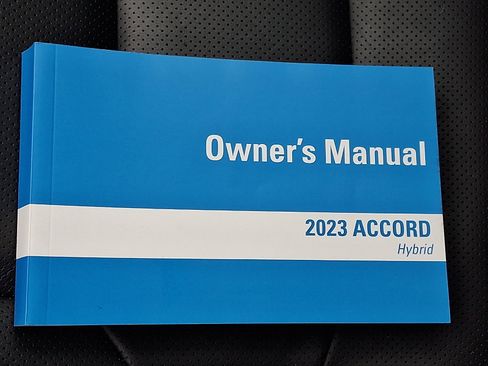 Owner's Manual
2023 ACCORD
Hybrid